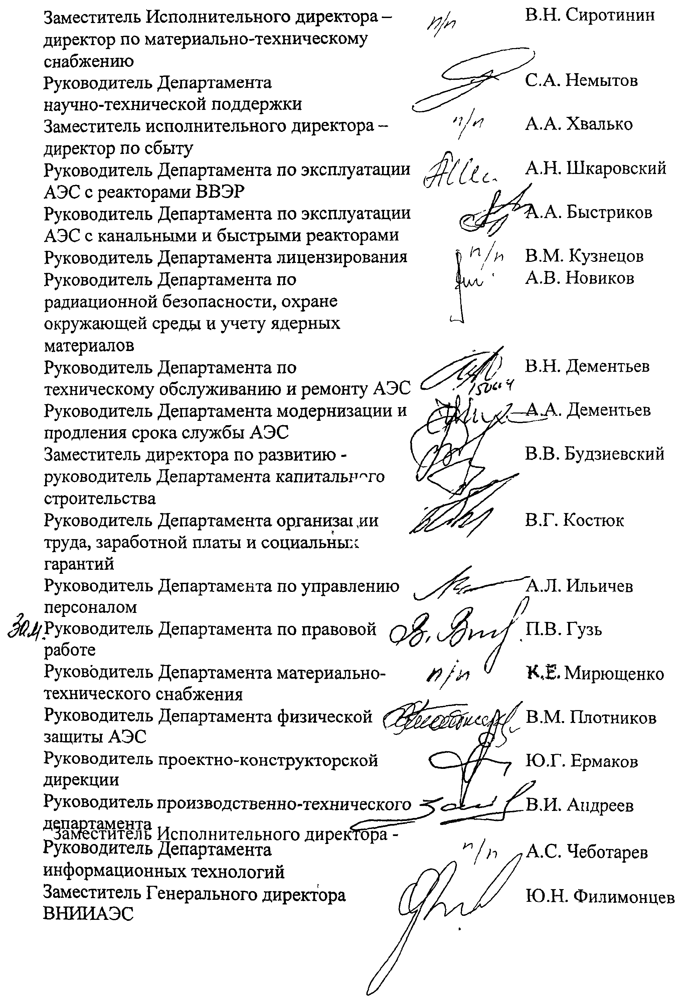 Заместитель Исполнительного директора – п/п В.Н. Сиротинин
директор по материально-техническому
снабжению
Руководитель Департамента С.А. Немытов
научно-технической поддержки
Заместитель исполнительного директора – п/п А.А. Хвалько
директор по сбыту
Руководитель Департамента по эксплуатации А.Н. Шкаровский
АЭС с реакторами ВВЭР
Руководитель Департамента по эксплуатации А.А. Быстриков
АЭС с канальными и быстрыми реакторами
Руководитель Департамента лицензирования п/п В.М. Кузнецов
Руководитель Департамента по А.В. Новиков
радиационной безопасности, охране
окружающей среды и учету ядерных
материалов
Руководитель Департамента по В.Н. Дементьев
техническому обслуживанию и ремонту АЭС
Руководитель Департамента модернизации и А.А. Дементьев
продления срока службы АЭС
Заместитель директора по развитию - В.В. Будзиевский
руководитель Департамента капитального
строительства
Руководитель Департамента организации В.Г. Костюк
труда, заработной платы и социальных
гарантий
Руководитель Департамента по управлению А.Л. Ильичев
персоналом
Зам. Руководитель Департамента по правовой П.В. Гузь
работе
Руководитель Департамента материально- п/п К.Е. Мирющенко
технического снабжения
Руководитель Департамента физической В.М. Плотников
защиты АЭС
Руководитель проектно-конструкторской Ю.Г. Ермаков
дирекции
Руководитель производственно-технического В.И. Андреев
департамента
Заместитель Исполнительного директора -
Руководитель Департамента п/п А.С. Чеботарев
информационных технологий
Заместитель Генерального директора Ю.Н. Филимонцев
ВНИИАЭС